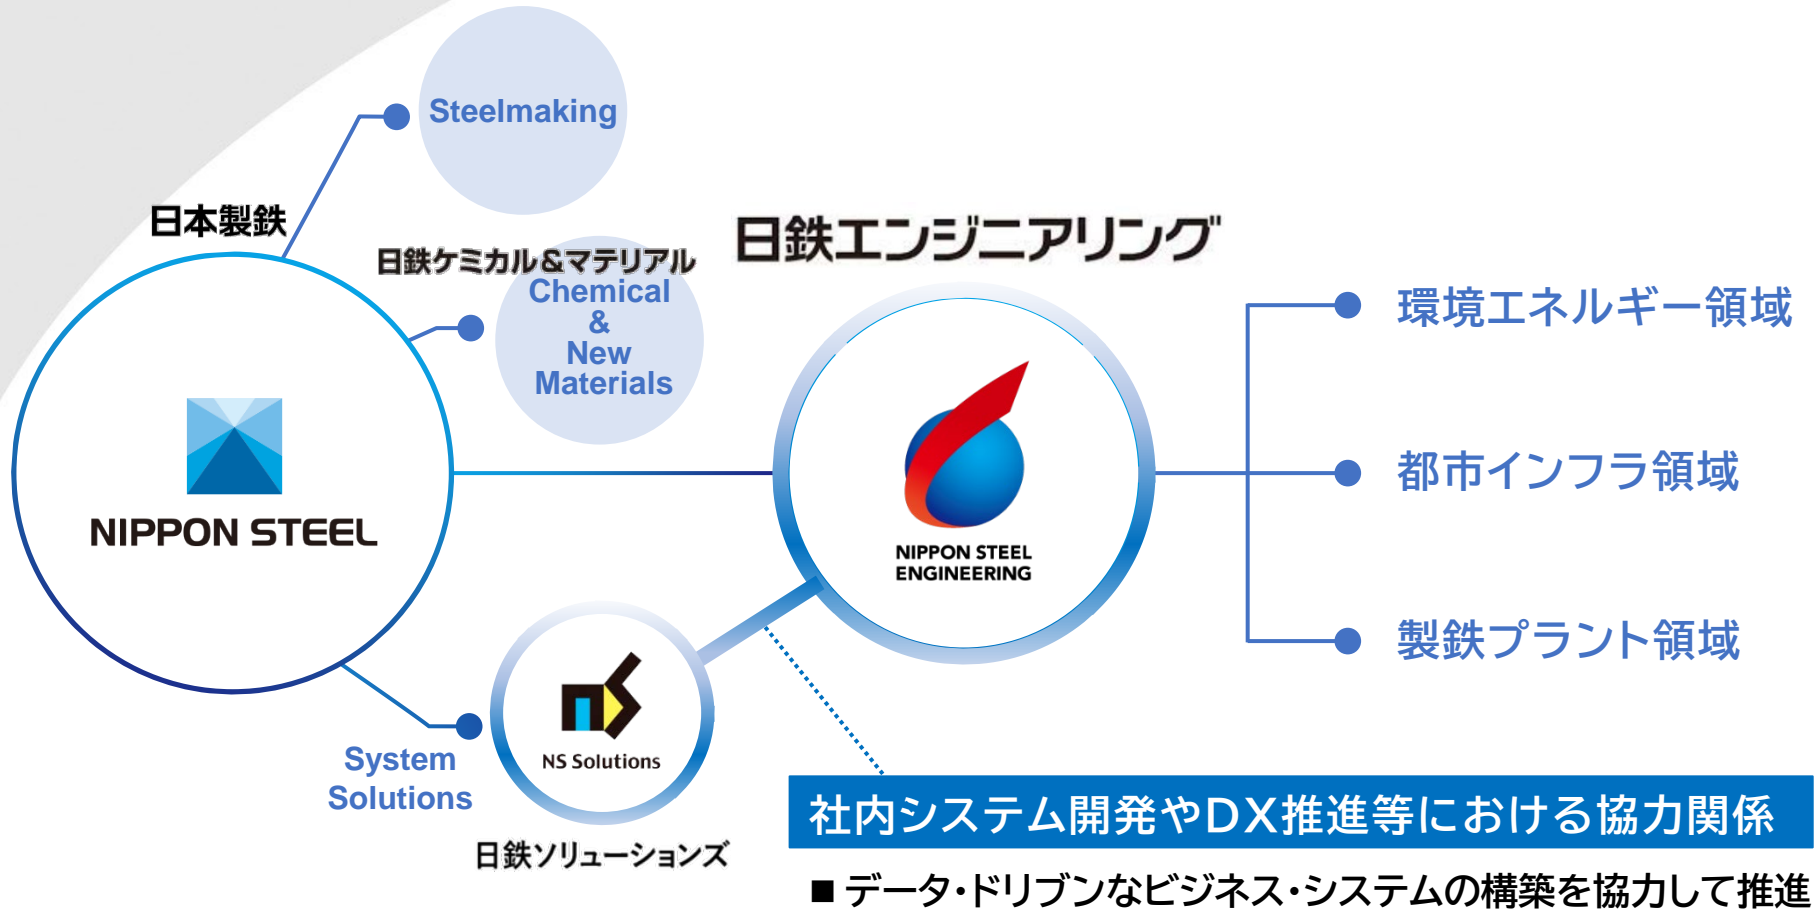 Steelmaking
日本製鉄
日鉄ケミカル&マテリアル
Chemical
&
New
Materials
日鉄エンジニアリング
NIPPON STEEL
NIPPON STEEL
ENGINEERING
環境エネルギー領域
都市インフラ領域
製鉄プラント領域
System
Solutions
NS Solutions
日鉄ソリューションズ
社内システム開発やDX推進等における協力関係
■ データ・ドリブンなビジネス・システムの構築を協力して推進